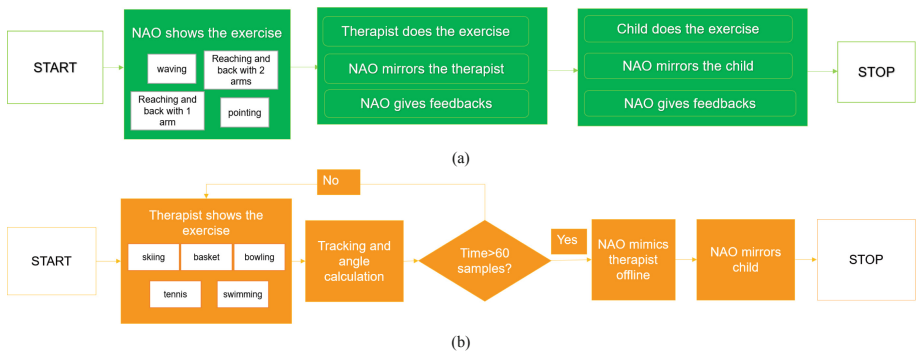 START
NAO shows the exercise
waving
Reaching and
back with 2
arms
Reaching and
back with 1
arm
pointing
Therapist does the exercise
NAO mirrors the therapist
NAO gives feedbacks
Child does the exercise
NAO mirrors the child
NAO gives feedbacks
STOP
(a)
START
No
Therapist shows the
exercise
skiing
basket
bowling
tennis
swimming
Tracking and
angle
calculation
Time>60
samples?
Yes
NAO mimics
therapist
offline
NAO mirrors
child
STOP
(b)